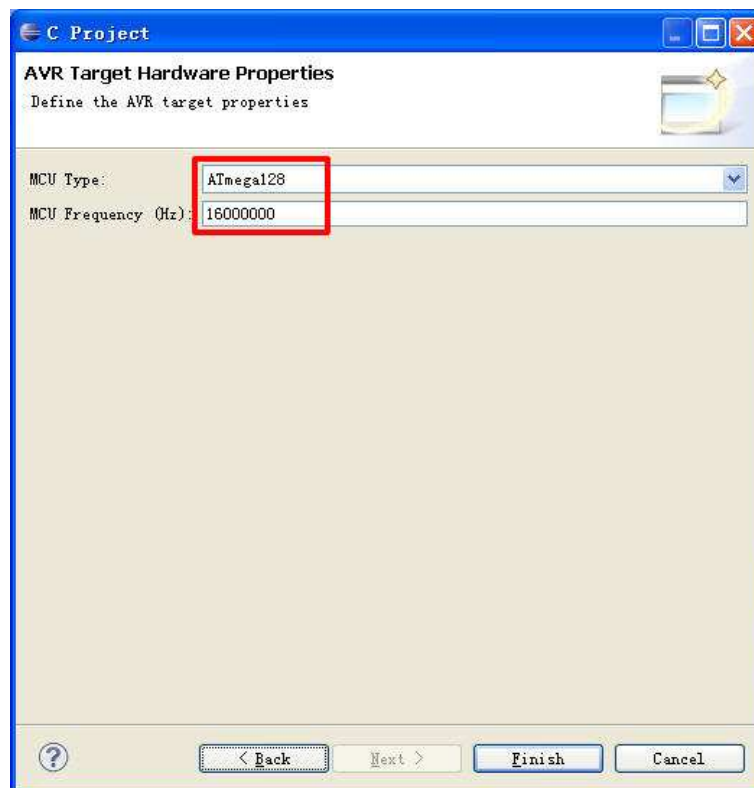 C Project
AVR Target Hardware Properties
Define the AVR target properties
MCU Type: ATmega128
MCU Frequency (Hz): 16000000
? < Back Next > Finish Cancel